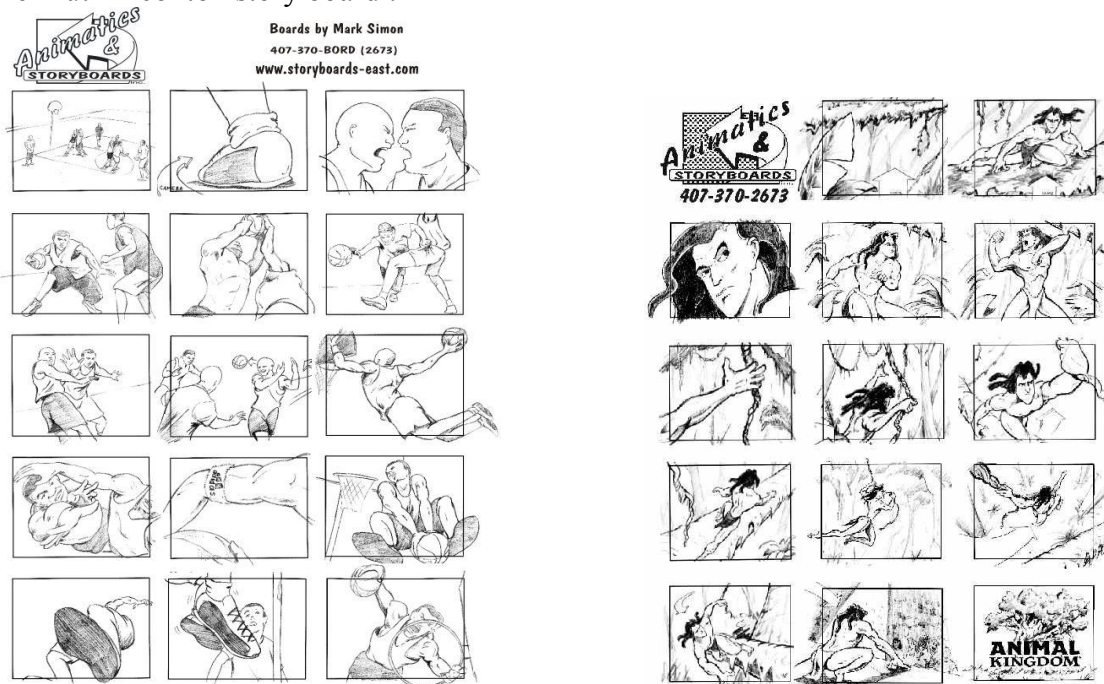 Animatics
&
STORYBOARDS
Boards by Mark Simon
407-370-BORD (2673)
www.storyboards-east.com
CAMERA
Animatics
&
STORYBOARDS
407-370-2673
ANIMAL
KINGDOM